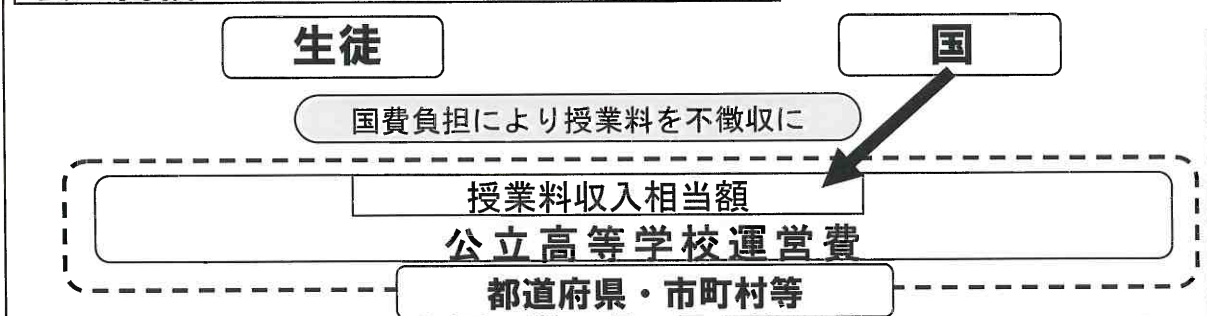 生徒
国
国費負担により授業料を不徴収に
授業料収入相当額
公立高等学校運営費
都道府県・市町村等